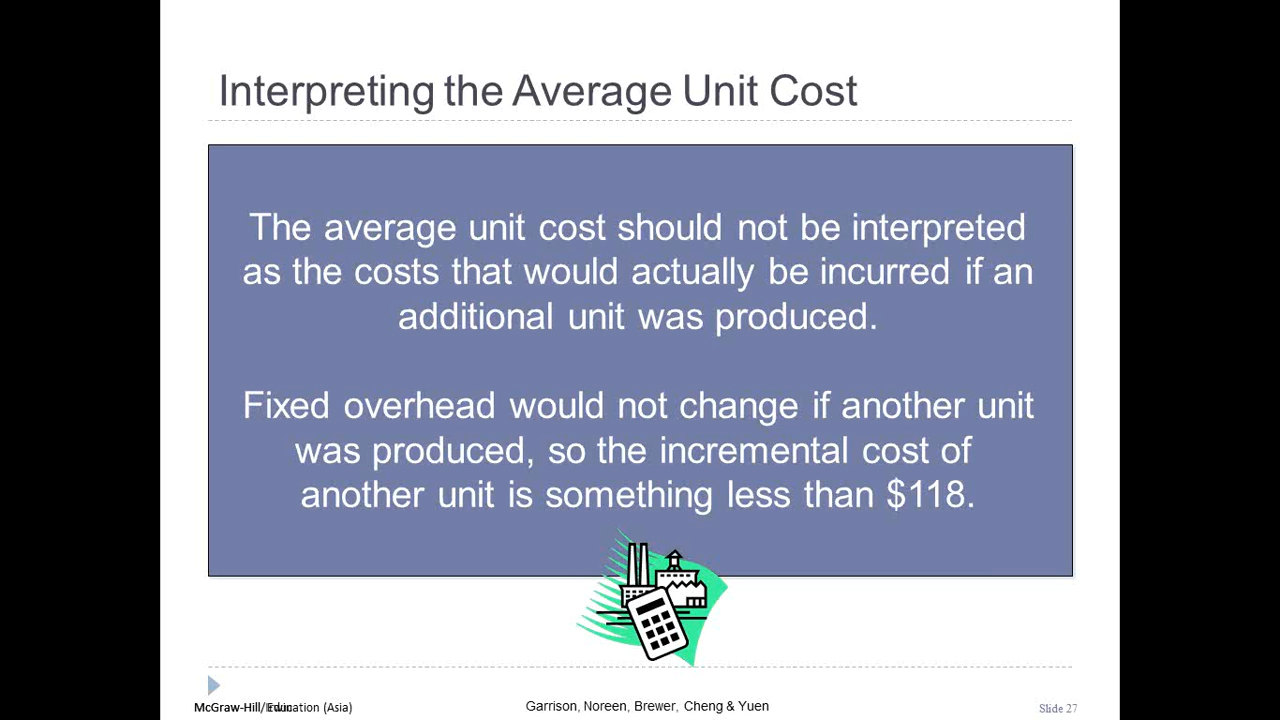 Interpreting the Average Unit Cost
The average unit cost should not be interpreted
as the costs that would actually be incurred if an
additional unit was produced.
Fixed overhead would not change if another unit
was produced, so the incremental cost of
another unit is something less than $118.
McGraw-Hill/ (Asia)
Garrison, Noreen, Brewer, Cheng & Yuen
Slide 27